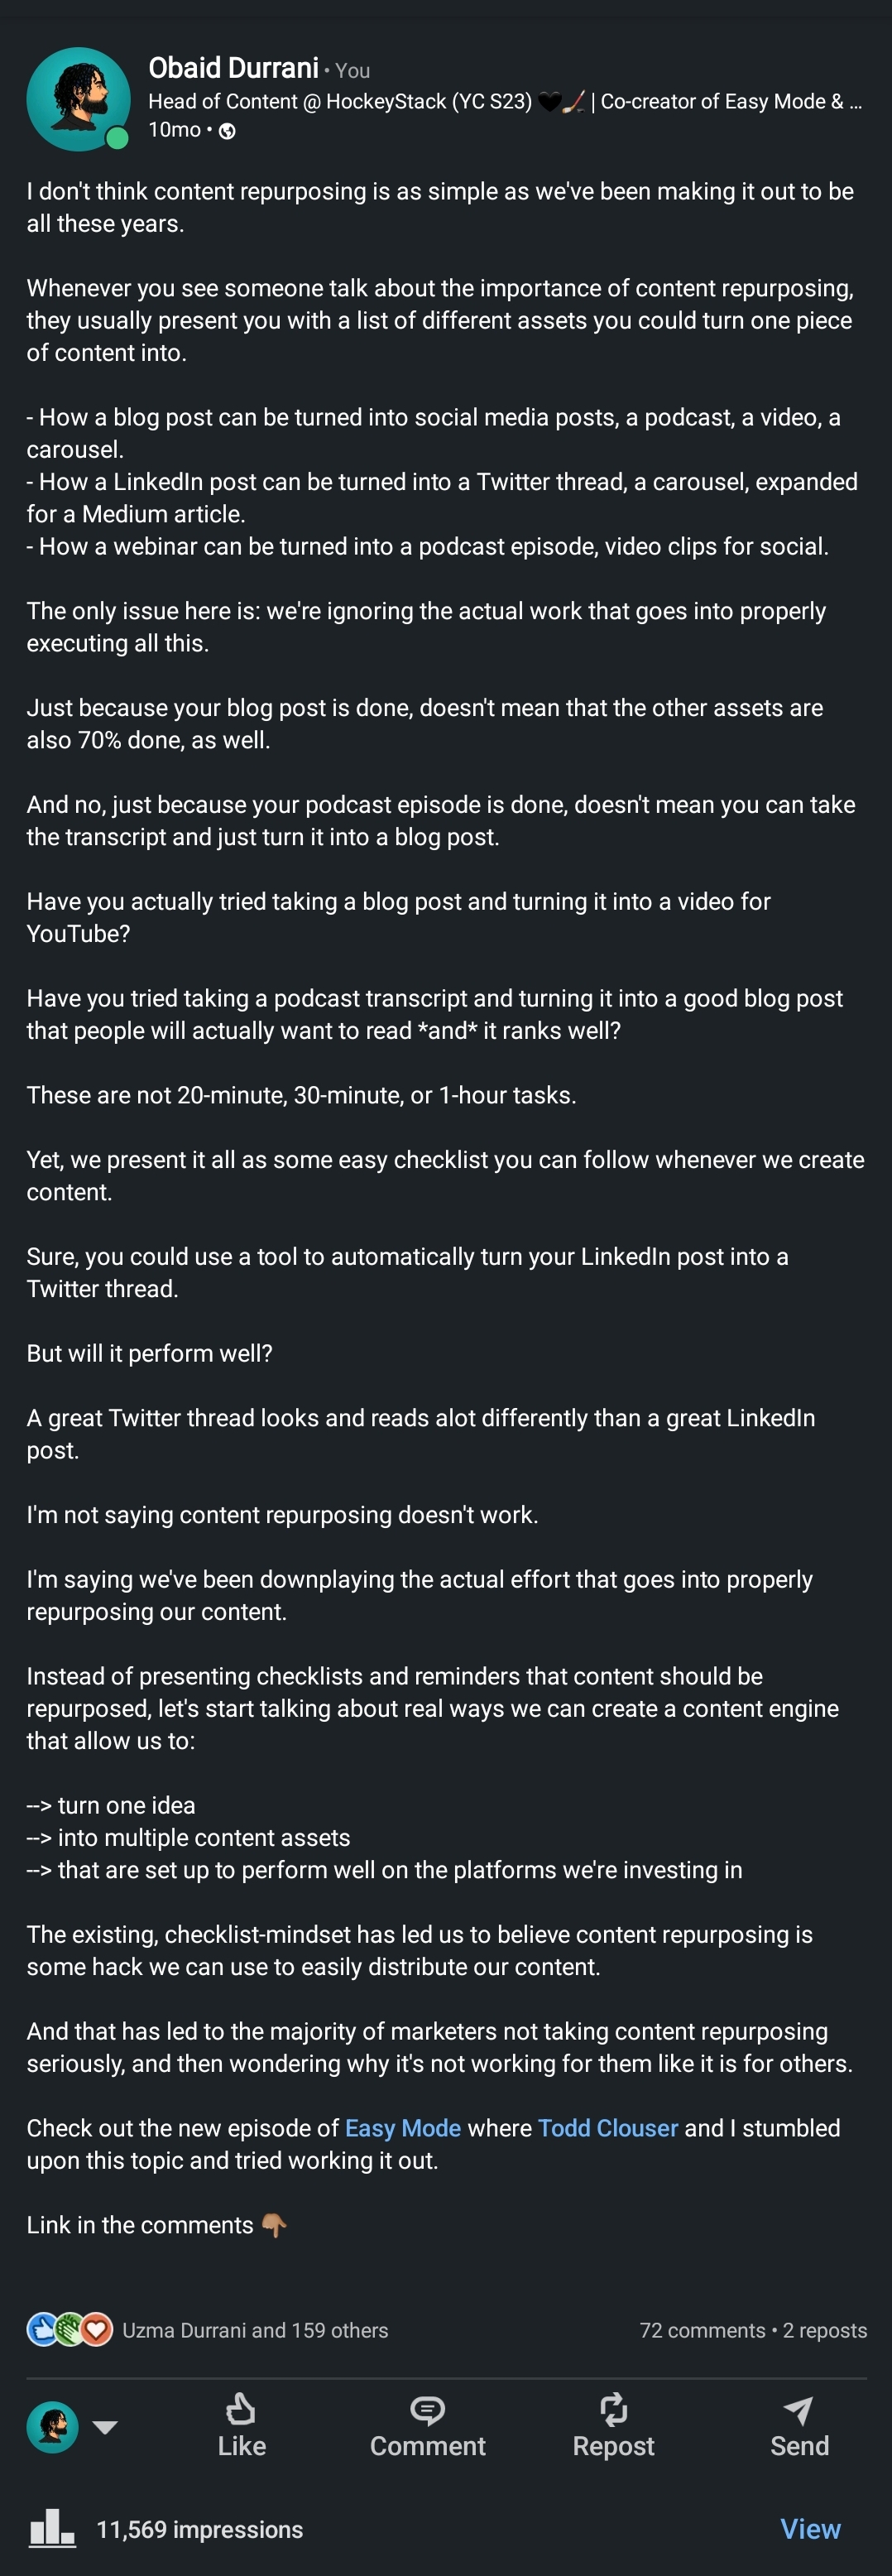 Obaid Durrani • You
Head of Content @ HockeyStack (YC S23) 🖤🏒 | Co-creator of Easy Mode & ...
10mo •
I don't think content repurposing is as simple as we've been making it out to be
all these years.
Whenever you see someone talk about the importance of content repurposing,
they usually present you with a list of different assets you could turn one piece
of content into.
- How a blog post can be turned into social media posts, a podcast, a video, a
carousel.
- How a LinkedIn post can be turned into a Twitter thread, a carousel, expanded
for a Medium article.
- How a webinar can be turned into a podcast episode, video clips for social.
The only issue here is: we're ignoring the actual work that goes into properly
executing all this.
Just because your blog post is done, doesn't mean that the other assets are
also 70% done, as well.
And no, just because your podcast episode is done, doesn't mean you can take
the transcript and just turn it into a blog post.
Have you actually tried taking a blog post and turning it into a video for
YouTube?
Have you tried taking a podcast transcript and turning it into a good blog post
that people will actually want to read *and* it ranks well?
These are not 20-minute, 30-minute, or 1-hour tasks.
Yet, we present it all as some easy checklist you can follow whenever we create
content.
Sure, you could use a tool to automatically turn your LinkedIn post into a
Twitter thread.
But will it perform well?
A great Twitter thread looks and reads alot differently than a great LinkedIn
post.
I'm not saying content repurposing doesn't work.
I'm saying we've been downplaying the actual effort that goes into properly
repurposing our content.
Instead of presenting checklists and reminders that content should be
repurposed, let's start talking about real ways we can create a content engine
that allow us to:
--> turn one idea
--> into multiple content assets
--> that are set up to perform well on the platforms we're investing in
The existing, checklist-mindset has led us to believe content repurposing is
some hack we can use to easily distribute our content.
And that has led to the majority of marketers not taking content repurposing
seriously, and then wondering why it's not working for them like it is for others.
Check out the new episode of Easy Mode where Todd Clouser and I stumbled
upon this topic and tried working it out.
Link in the comments 👇🏽
Uzma Durrani and 159 others 72 comments • 2 reposts
Like Comment Repost Send
11,569 impressions View